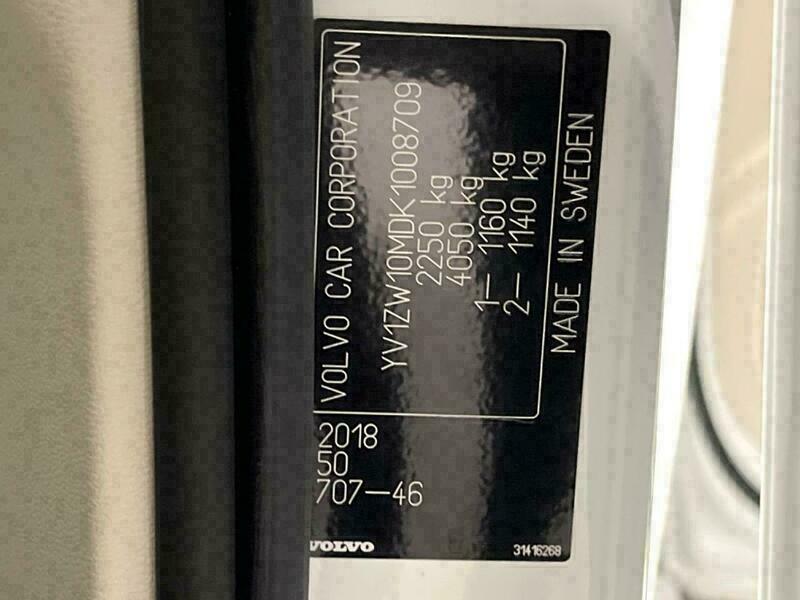 VOLVO CAR CORPORATION
YV1ZW10MDK1008709
2250 kg
4050 kg
1– 1160 kg
2– 1140 kg
MADE IN SWEDEN
2018
50
707–46
VOLVO
31416268